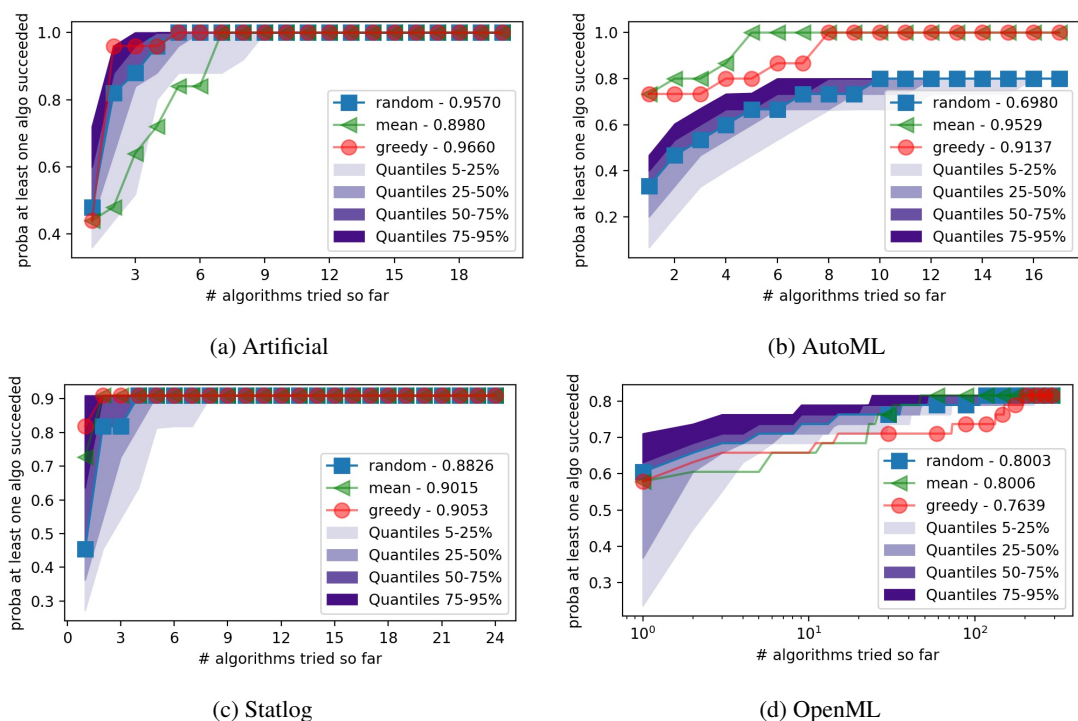 1.0
0.8
0.6
0.4
proba at least one algo succeeded
random - 0.9570
mean - 0.8980
greedy - 0.9660
Quantiles 5-25%
Quantiles 25-50%
Quantiles 50-75%
Quantiles 75-95%
3 6 9 12 15 18
# algorithms tried so far
(a) Artificial
1.0
0.8
0.6
0.4
0.2
proba at least one algo succeeded
random - 0.6980
mean - 0.9529
greedy - 0.9137
Quantiles 5-25%
Quantiles 25-50%
Quantiles 50-75%
Quantiles 75-95%
2 4 6 8 10 12 14 16
# algorithms tried so far
(b) AutoML
0.9
0.8
0.7
0.6
0.5
0.4
0.3
proba at least one algo succeeded
random - 0.8826
mean - 0.9015
greedy - 0.9053
Quantiles 5-25%
Quantiles 25-50%
Quantiles 50-75%
Quantiles 75-95%
0 3 6 9 12 15 18 21 24
# algorithms tried so far
(c) Statlog
0.8
0.7
0.6
0.5
0.4
0.3
proba at least one algo succeeded
random - 0.8003
mean - 0.8006
greedy - 0.7639
Quantiles 5-25%
Quantiles 25-50%
Quantiles 50-75%
Quantiles 75-95%
10⁰ 10¹ 10²
# algorithms tried so far
(d) OpenML